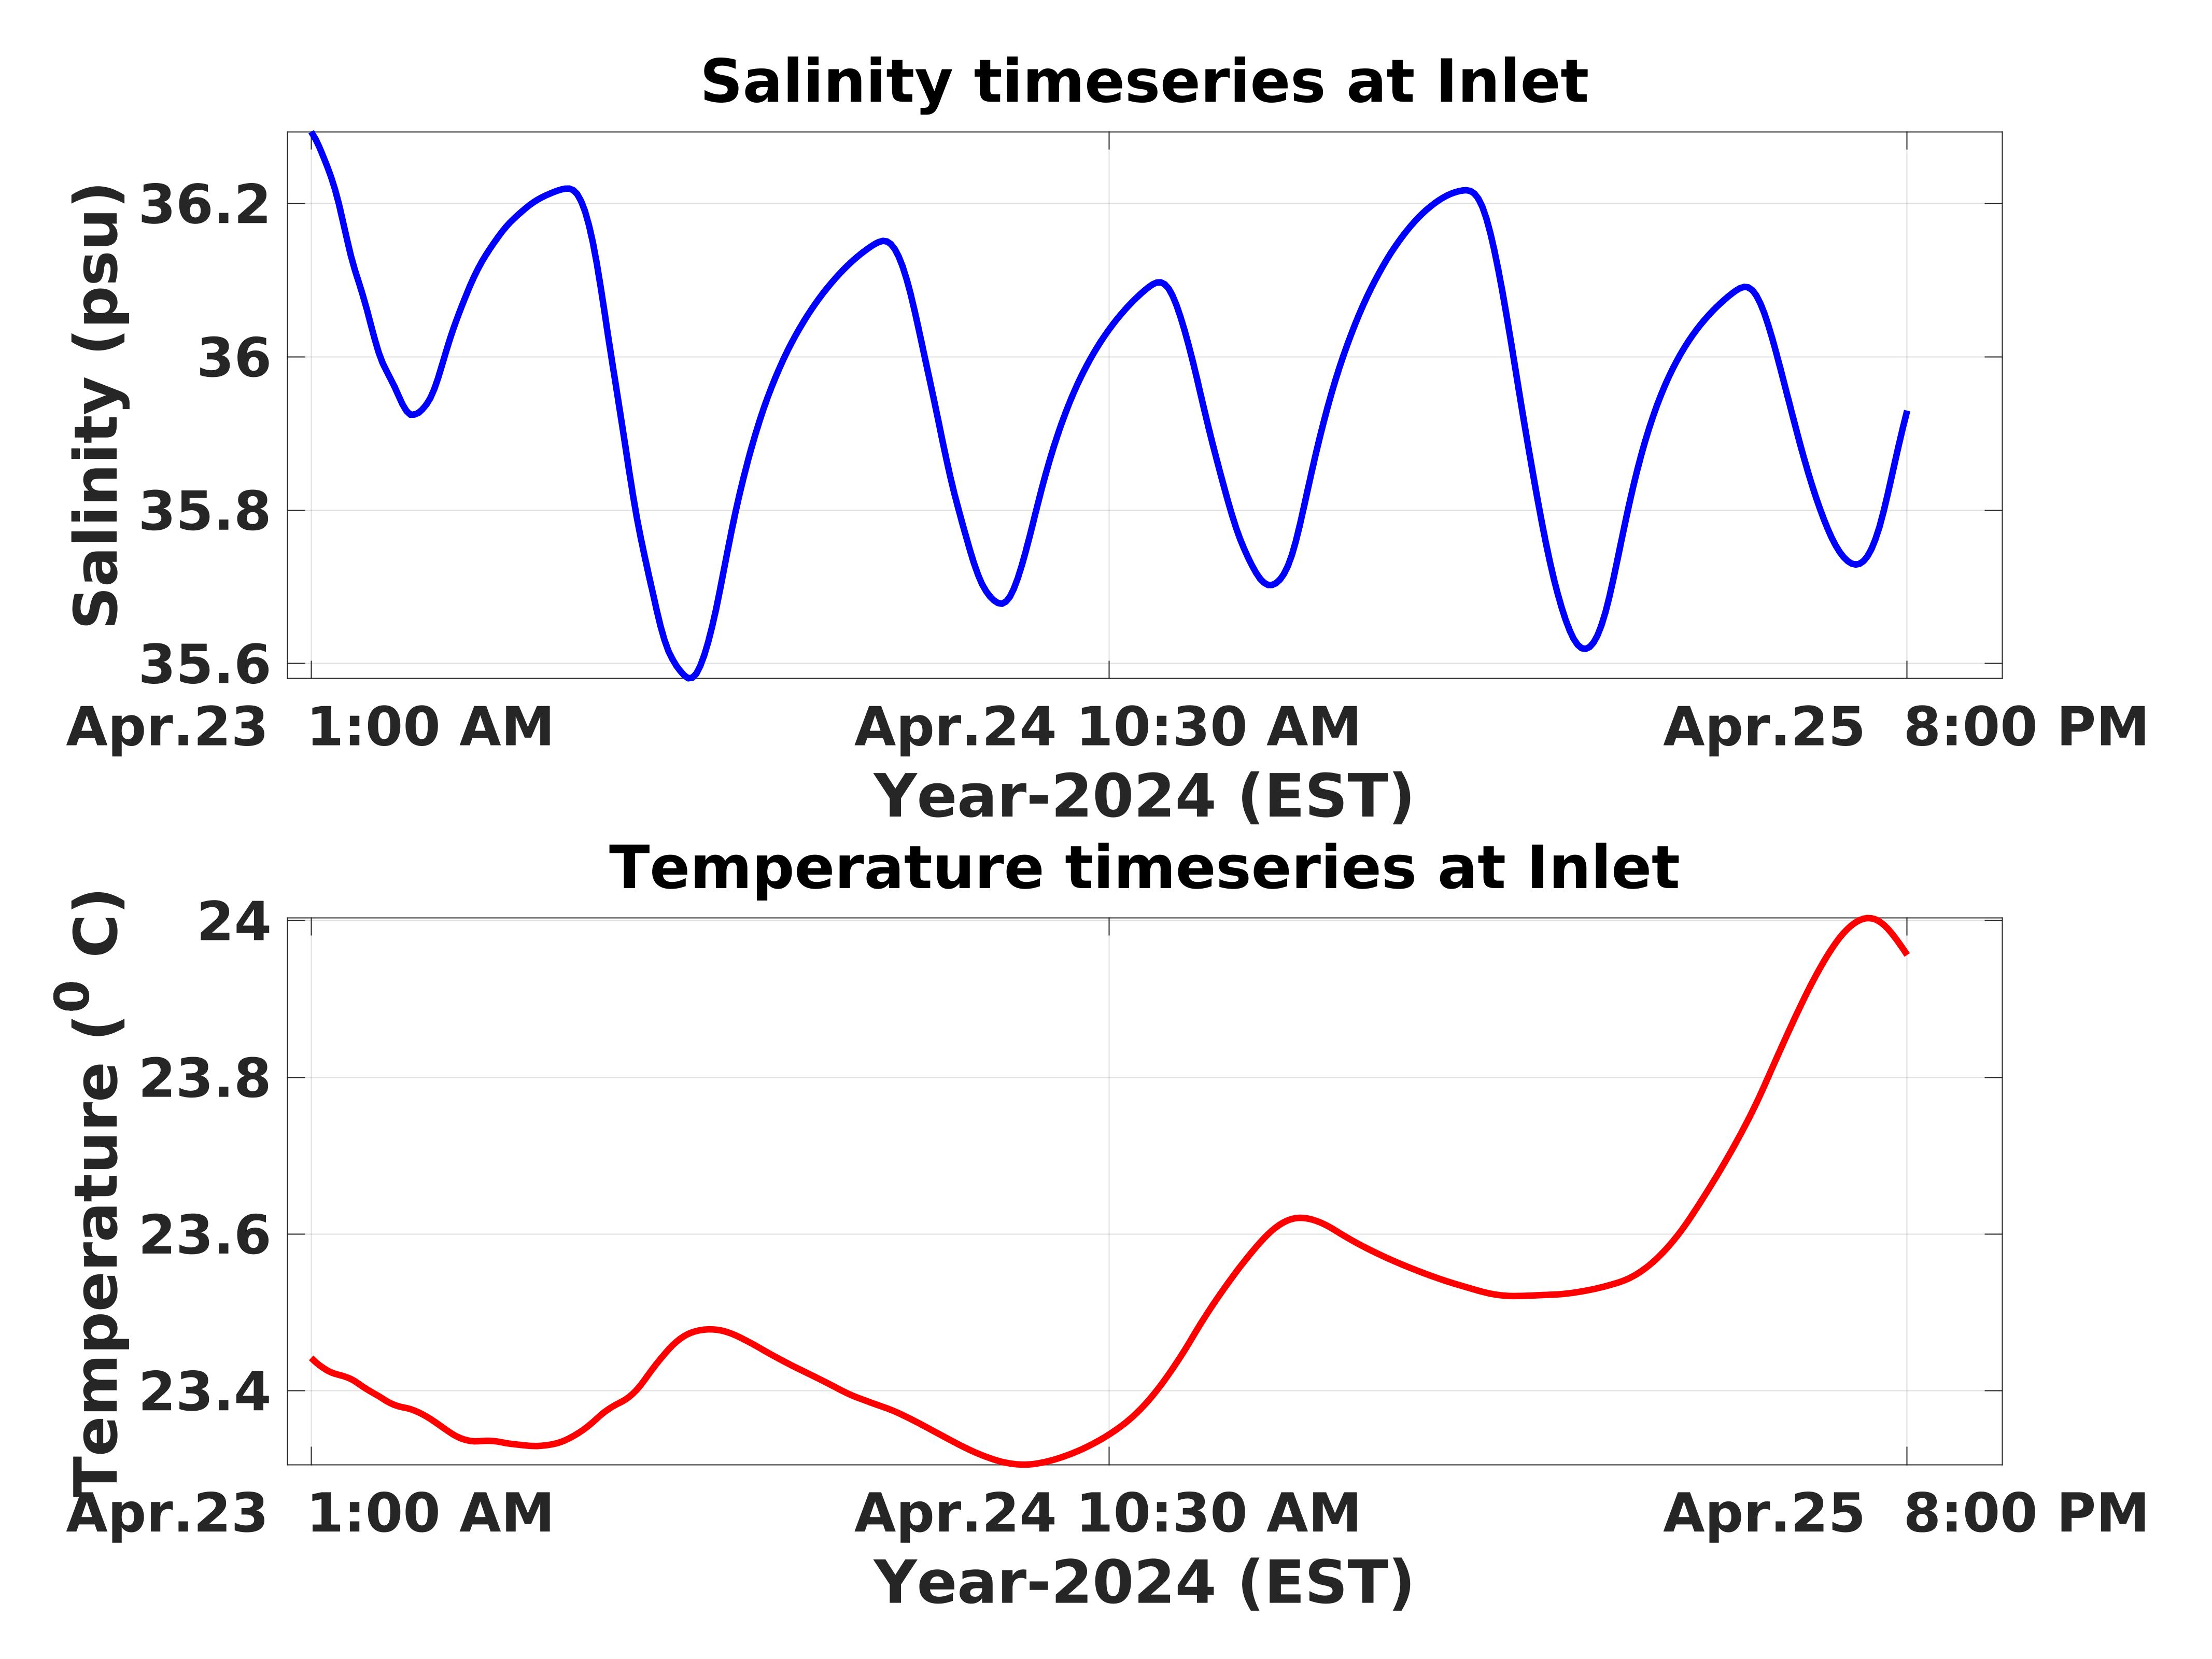 Salinity timeseries at Inlet
Salinity (psu)
36.2
36
35.8
35.6
Apr.23 1:00 AM Apr.24 10:30 AM Apr.25 8:00 PM
Year-2024 (EST)
Temperature timeseries at Inlet
Temperature (⁰ C)
24
23.8
23.6
23.4
Apr.23 1:00 AM Apr.24 10:30 AM Apr.25 8:00 PM
Year-2024 (EST)